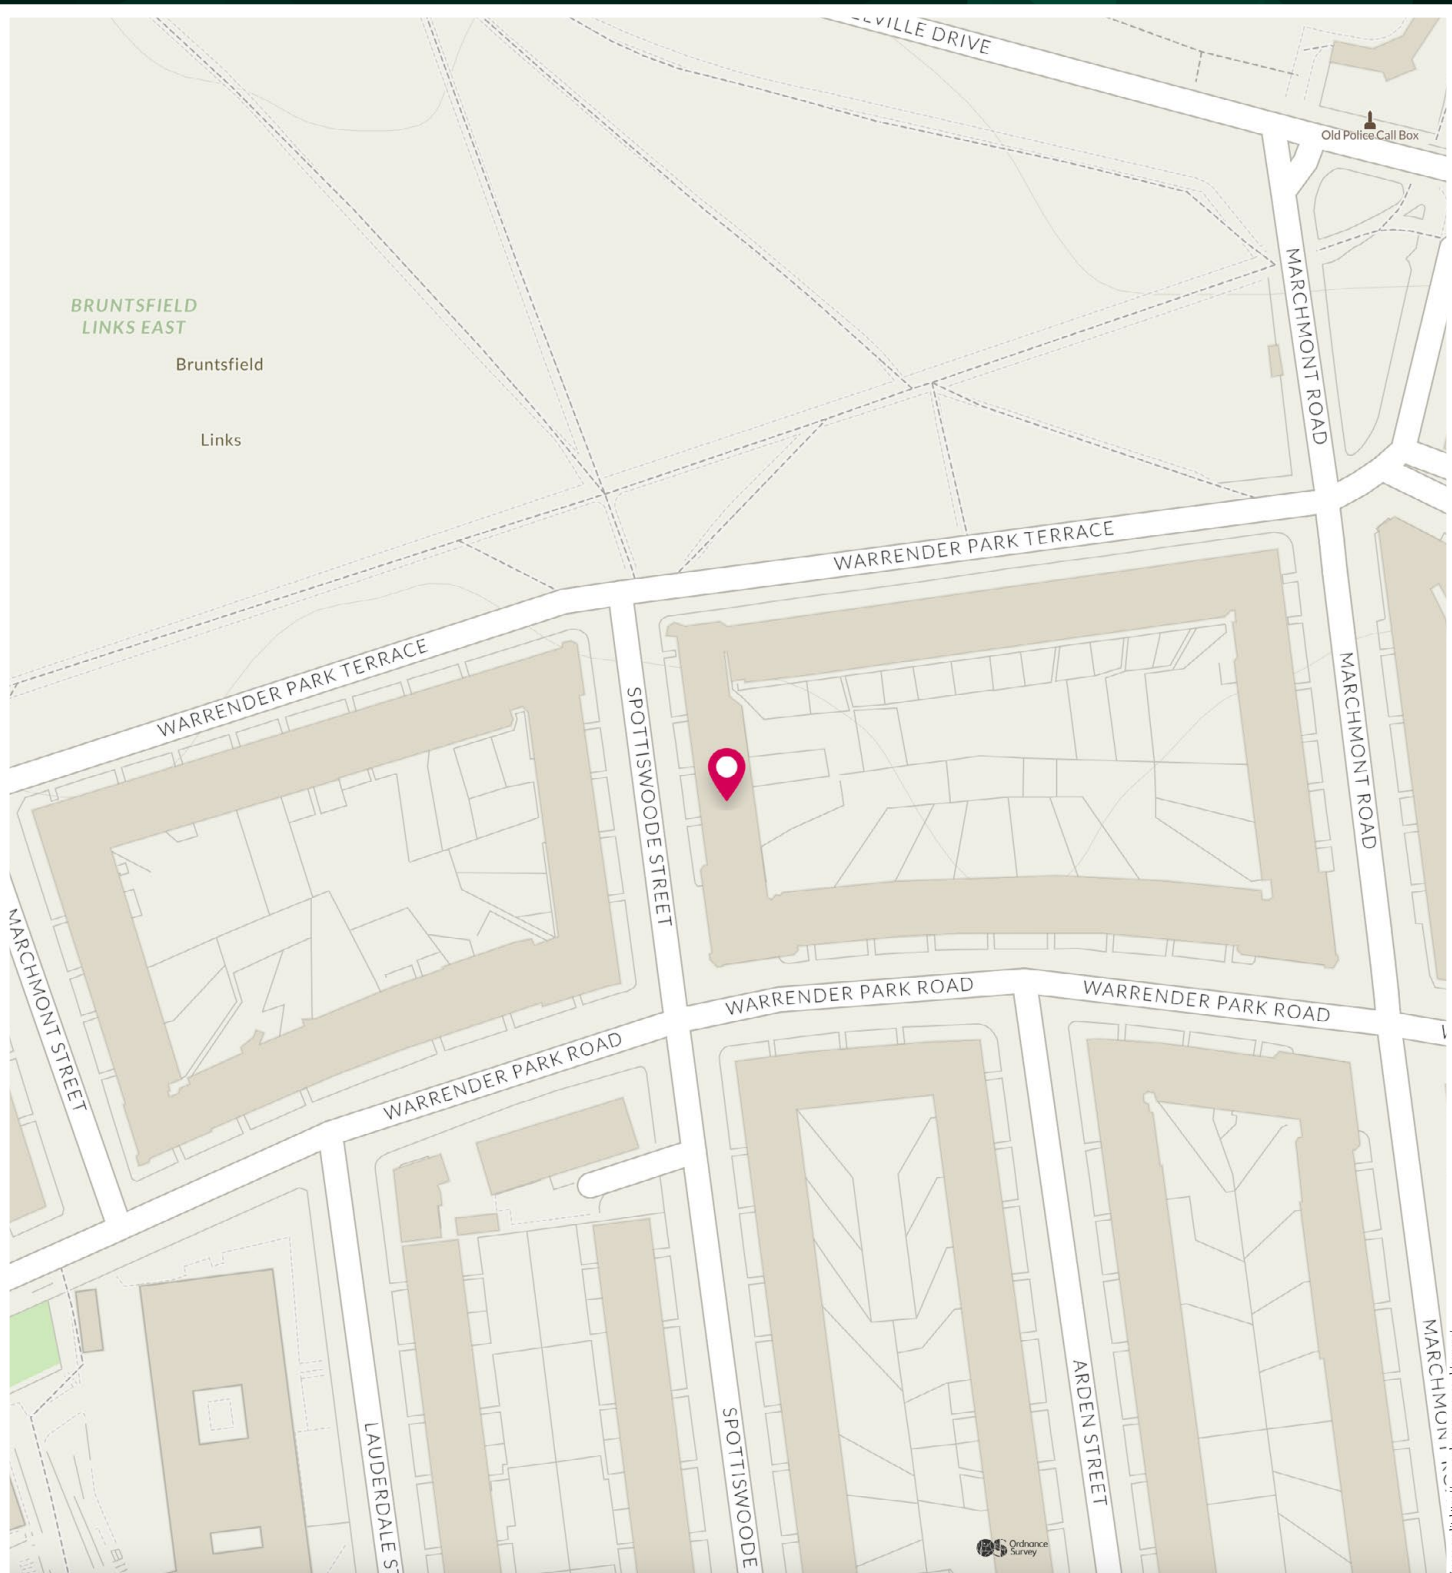 LVILLE DRIVE
Old Police Call Box
MARCHMONT ROAD
BRUNTSFIELD
LINKS EAST
Bruntsfield
Links
WARRENDER PARK TERRACE
WARRENDER PARK TERRACE
SPOTTISWOODE STREET
MARCHMONT ROAD
MARCHMONT STREET
WARRENDER PARK ROAD
WARRENDER PARK ROAD
WARRENDER PARK ROAD
LAUDERDALE S
SPOTTISWOODE
ARDEN STREET
MARCHMONT
Ordnance
Survey